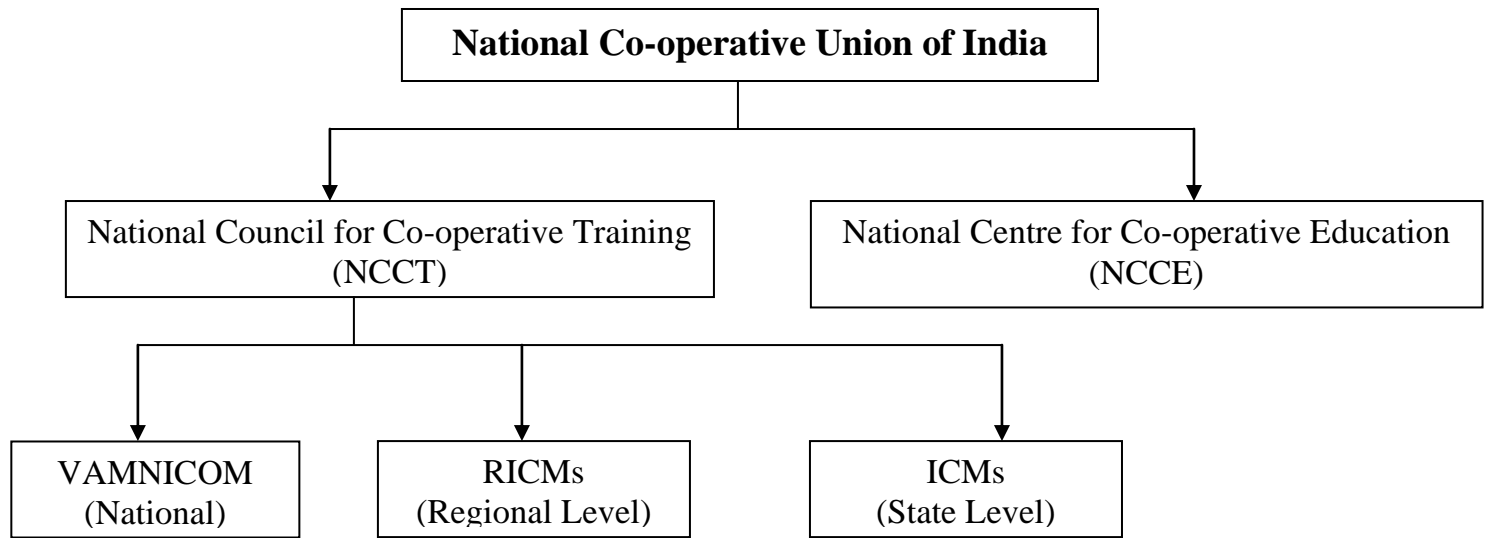 National Co-operative Union of India
National Council for Co-operative Training
(NCCT)
National Centre for Co-operative Education
(NCCE)
VAMNICOM
(National)
RICMs
(Regional Level)
ICMs
(State Level)